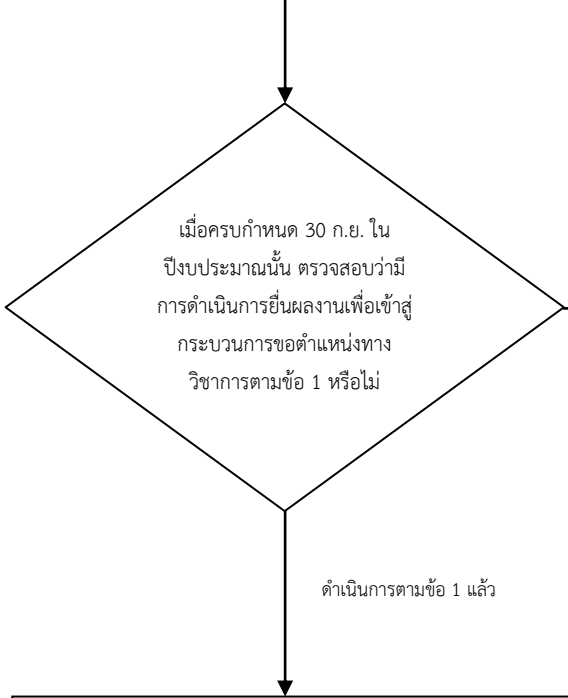 เมื่อครบกำหนด 30 ก.ย. ใน
ปีงบประมาณนั้น ตรวจสอบว่ามี
การดำเนินการยื่นผลงานเพื่อเข้าสู่
กระบวนการขอตำแหน่งทาง
วิชาการตามข้อ 1 หรือไม่
ดำเนินการตามข้อ 1 แล้ว